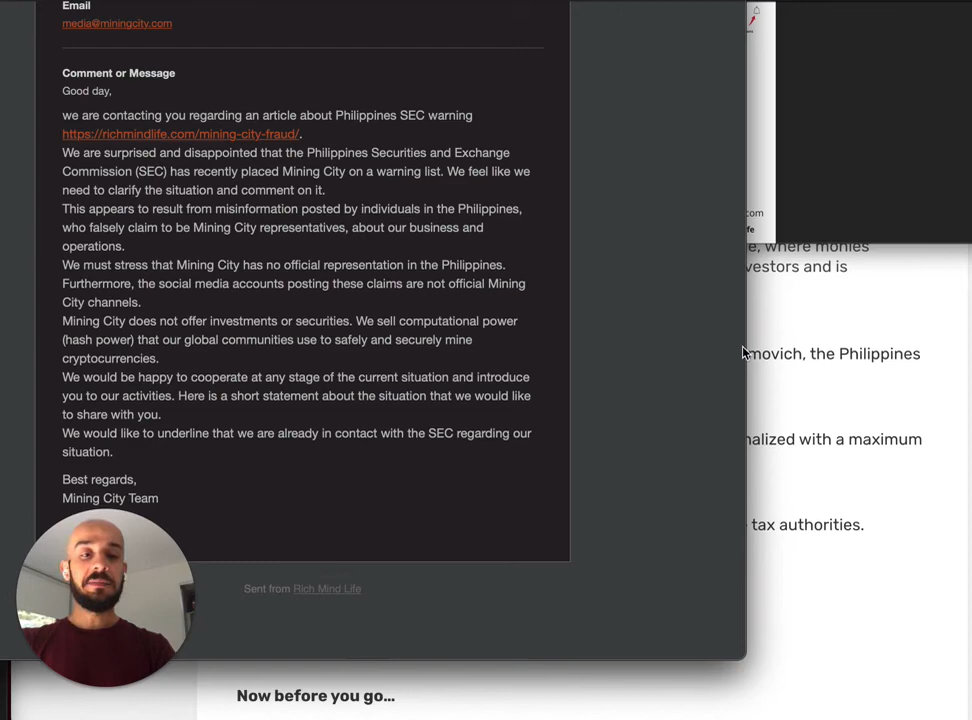 Email
media@miningcity.com
Comment or Message
Good day,
we are contacting you regarding an article about Philippines SEC warning
https://richmindlife.com/mining-city-fraud/.
We are surprised and disappointed that the Philippines Securities and Exchange
Commission (SEC) has recently placed Mining City on a warning list. We feel like we
need to clarify the situation and comment on it.
This appears to result from misinformation posted by individuals in the Philippines,
who falsely claim to be Mining City representatives, about our business and
operations.
We must stress that Mining City has no official representation in the Philippines.
Furthermore, the social media accounts posting these claims are not official Mining
City channels.
Mining City does not offer investments or securities. We sell computational power
(hash power) that our global communities use to safely and securely mine
cryptocurrencies.
We would be happy to cooperate at any stage of the current situation and introduce
you to our activities. Here is a short statement about the situation that we would like
to share with you.
We would like to underline that we are already in contact with the SEC regarding our
situation.
Best regards,
Mining City Team
Sent from Rich Mind Life
com
fe
e, where monies
vestors and is
movich, the Philippines
nalized with a maximum
tax authorities.
Now before you go...